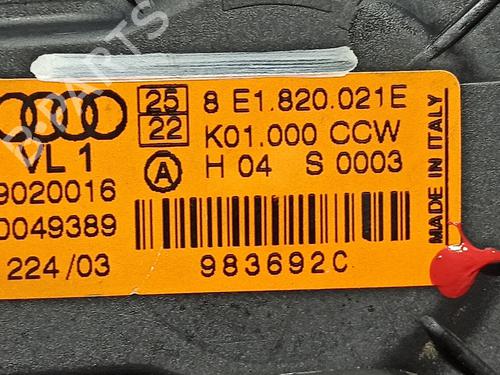 25
22
8 E1.820.021E
K01.000 CCW
VL 1
A
H 04 S 0003
9020016
0049389
224/03
983692C
MADE IN ITALY
B-PARTS